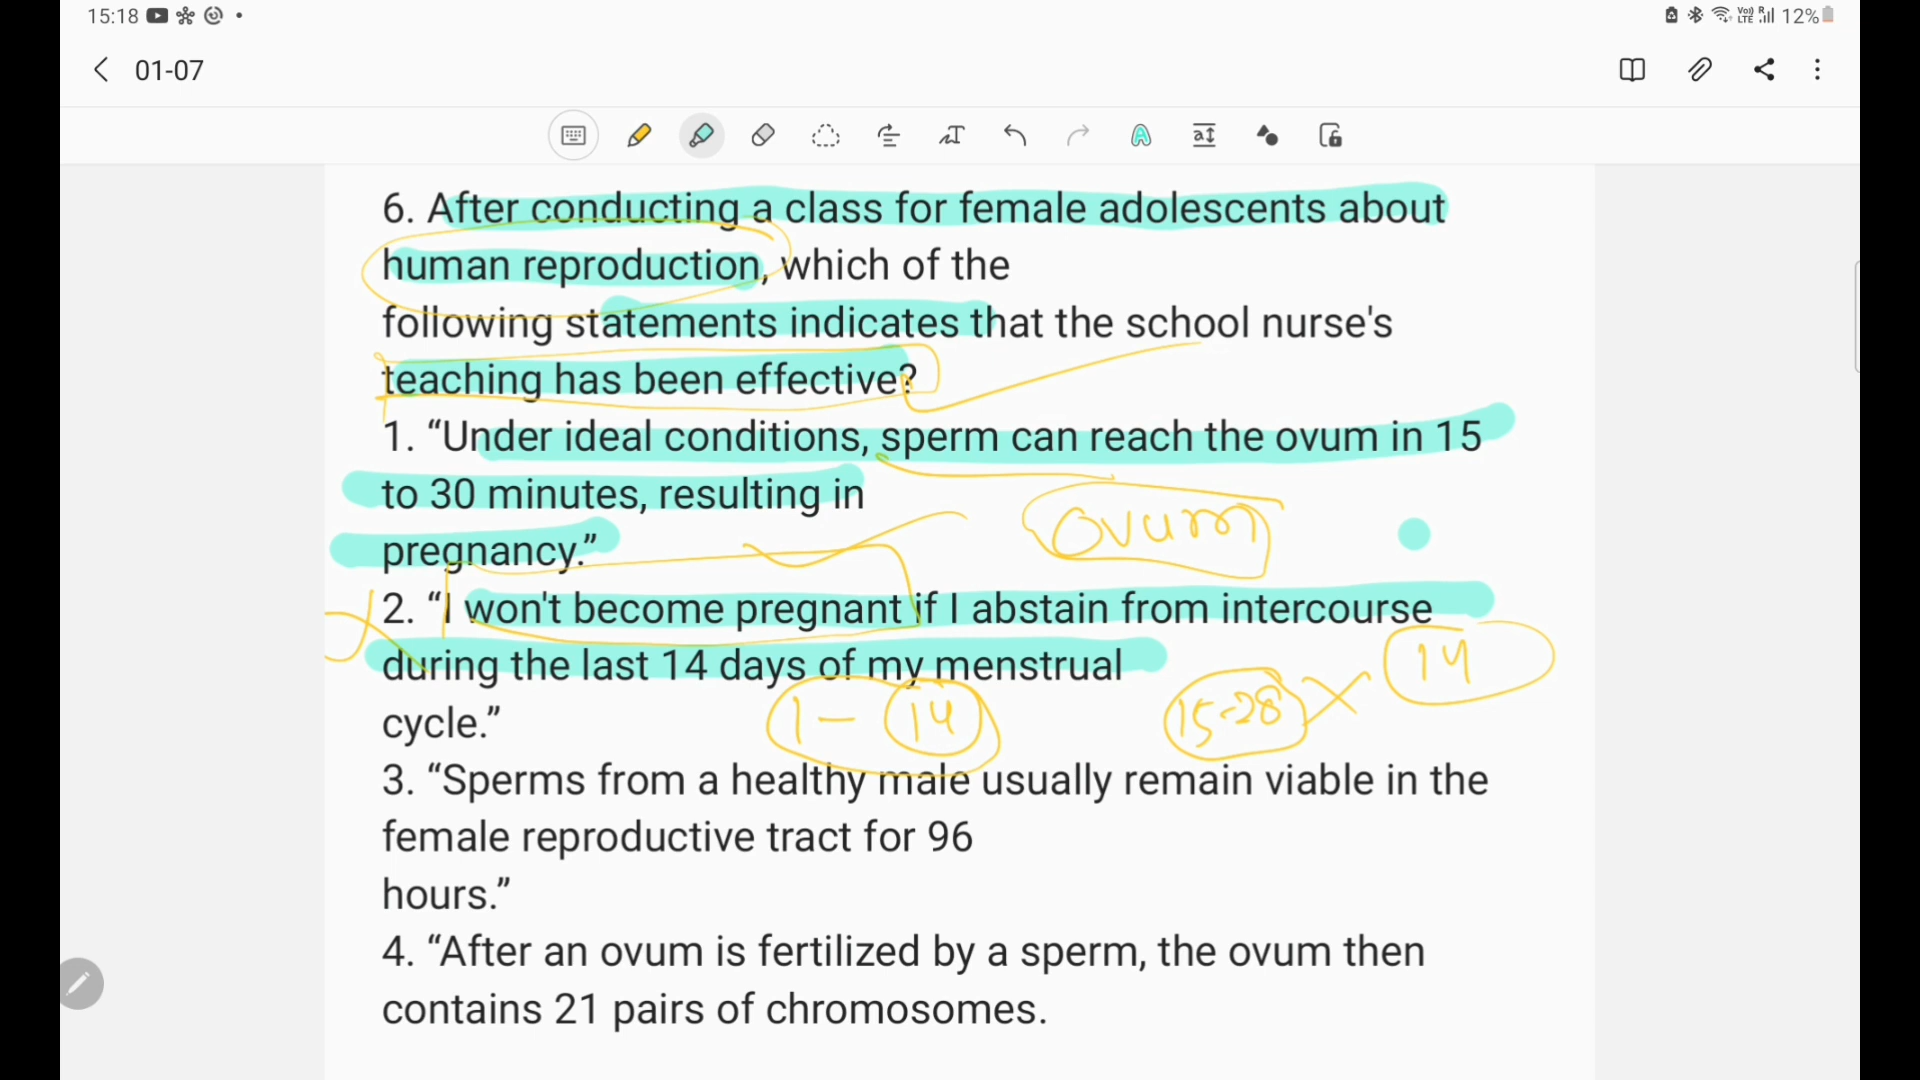 15:18
Vo) LTE R 12%
01-07
6. After conducting a class for female adolescents about
human reproduction, which of the
following statements indicates that the school nurse's
teaching has been effective?
1. “Under ideal conditions, sperm can reach the ovum in 15
to 30 minutes, resulting in
ovum
pregnancy.”
2. “I won't become pregnant if I abstain from intercourse
during the last 14 days of my menstrual
14
cycle.”
1 - 14
15-28
3. “Sperms from a healthy male usually remain viable in the
female reproductive tract for 96
hours.”
4. “After an ovum is fertilized by a sperm, the ovum then
contains 21 pairs of chromosomes.